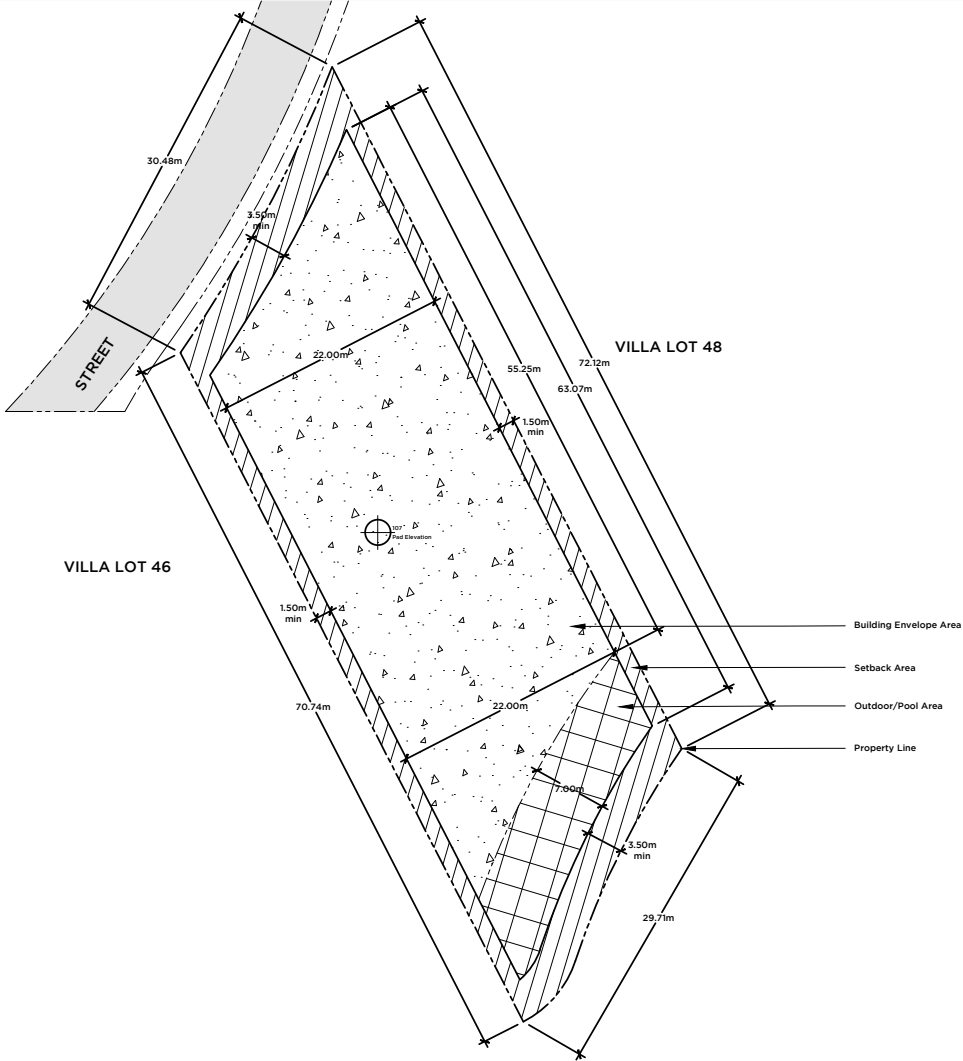 30.48m
3.50m
min
STREET
22.00m
VILLA LOT 48
72.12m
55.25m
63.07m
1.50m
min
107
Pad Elevation
VILLA LOT 46
1.50m
min
Building Envelope Area
Setback Area
Outdoor/Pool Area
Property Line
70.74m
22.00m
7.00m
3.50m
min
29.71m